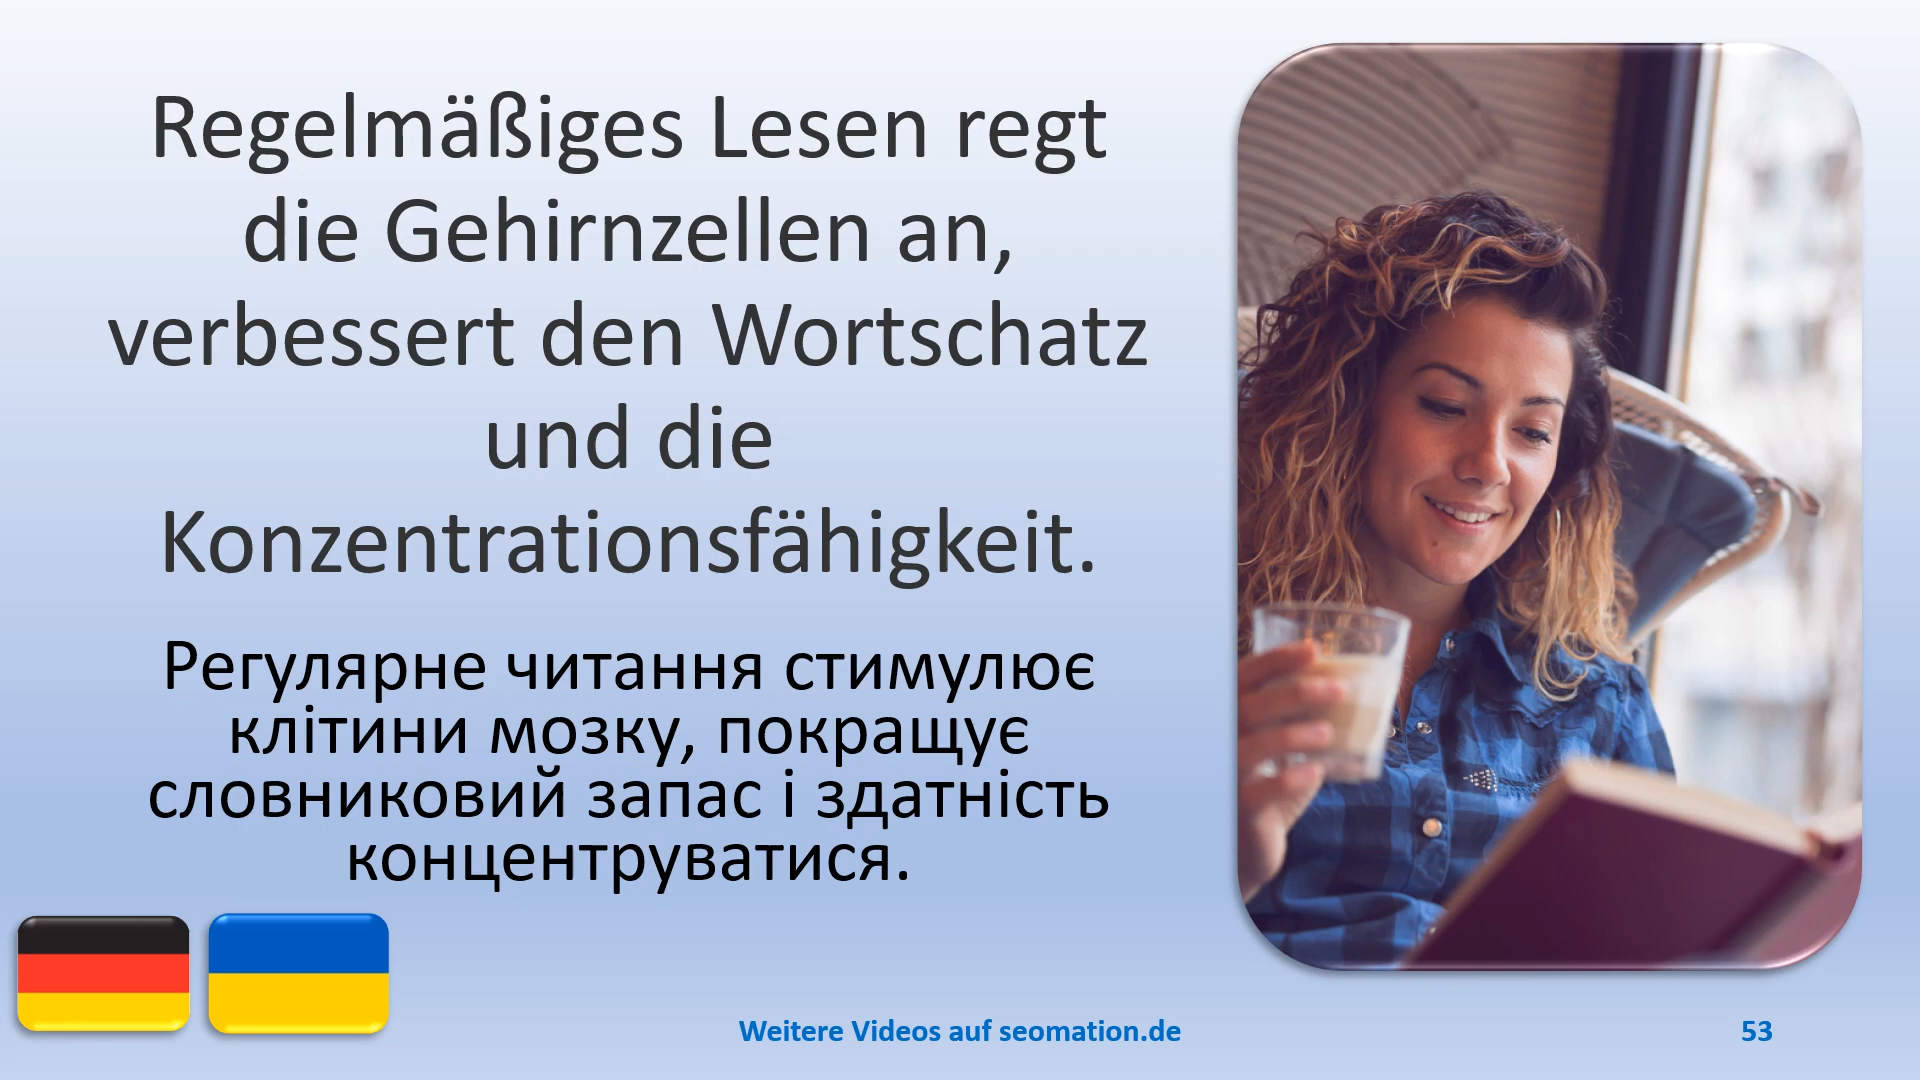 Regelmäßiges Lesen regt
die Gehirnzellen an,
verbessert den Wortschatz
und die
Konzentrationsfähigkeit.
Регулярне читання стимулює
клітини мозку, покращує
словниковий запас і здатність
концентруватися.
Weitere Videos auf seomation.de
53